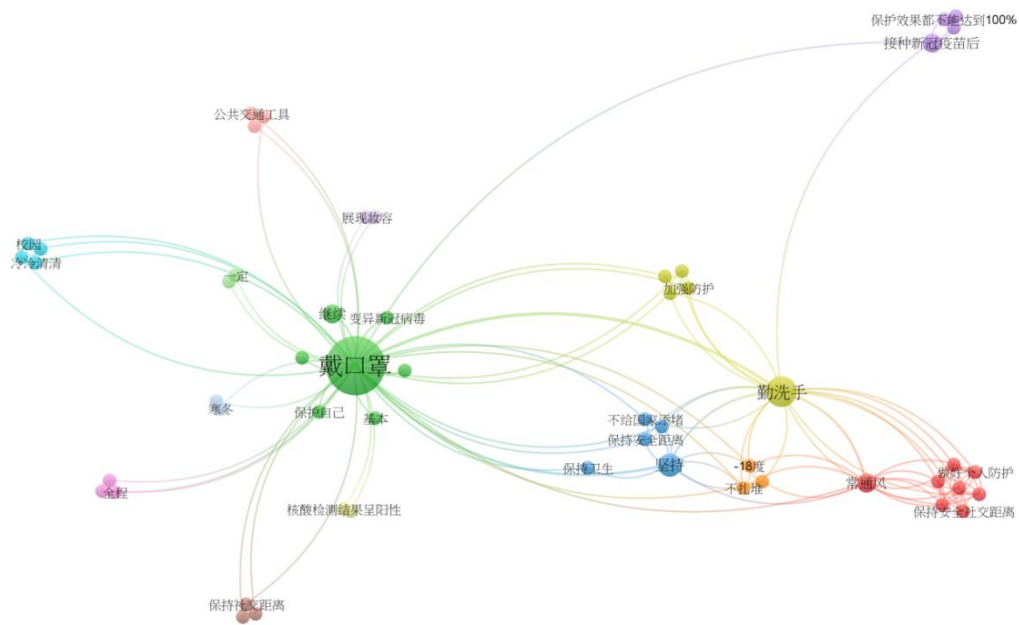 保护效果都不能达到100%
接种新冠疫苗后
公共交通工具
展现妆容
校园
冷冷清清
一定
继续
变异新冠病毒
加强防护
戴口罩
勤洗手
寒冬
保护自己
基本
不给国家添堵
保持安全距离
保持卫生
坚持
-18度
不扎堆
常通风
做好个人防护
保持安全社交距离
全程
核酸检测结果呈阳性
保持社交距离